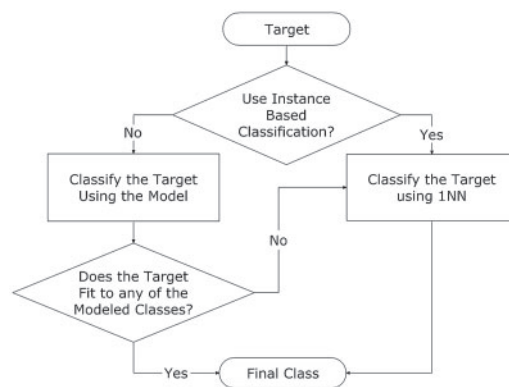 Target
Use Instance
Based
Classification?
No
Yes
Classify the Target
Using the Model
Classify the Target
using 1NN
No
Does the Target
Fit to any of the
Modeled Classes?
Yes
Final Class